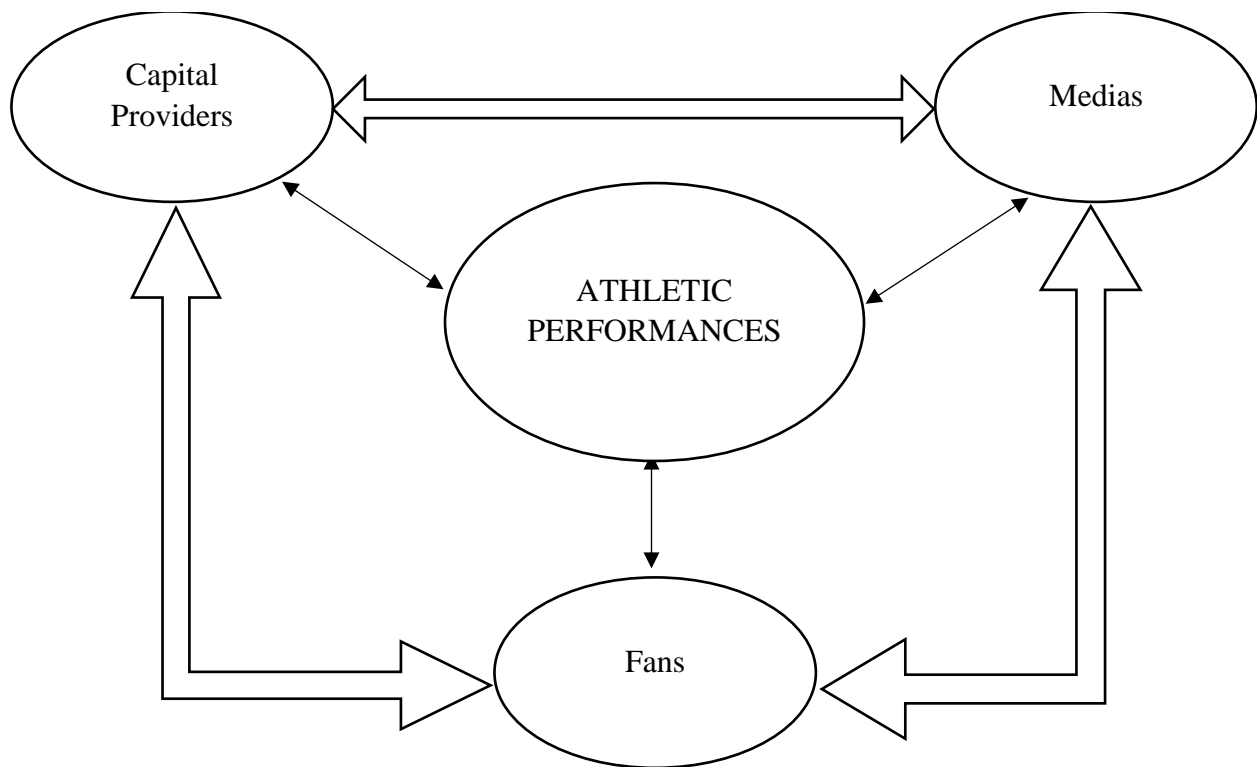 Capital
Providers
Medias
ATHLETIC
PERFORMANCES
Fans